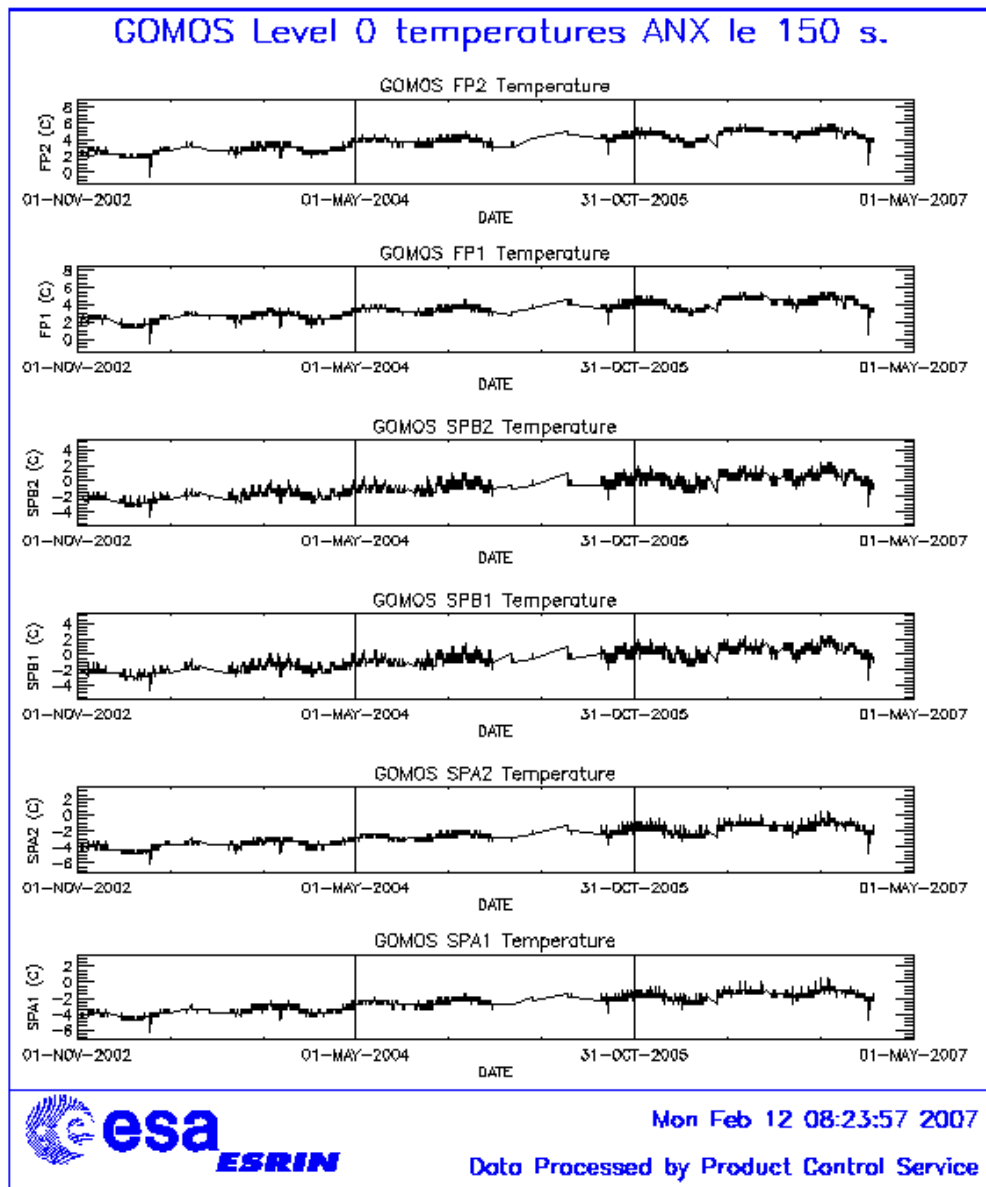 GOMOS Level 0 temperatures ANX le 150 s.
GOMOS FP2 Temperature
FP2 (C)
8
6
4
2
0
01-NOV-2002 01-MAY-2004 31-OCT-2005 01-MAY-2007
DATE
GOMOS FP1 Temperature
FP1 (C)
8
6
4
2
0
01-NOV-2002 01-MAY-2004 31-OCT-2005 01-MAY-2007
DATE
GOMOS SPB2 Temperature
SPB2 (C)
4
2
0
-2
-4
01-NOV-2002 01-MAY-2004 31-OCT-2005 01-MAY-2007
DATE
GOMOS SPB1 Temperature
SPB1 (C)
4
2
0
-2
-4
01-NOV-2002 01-MAY-2004 31-OCT-2005 01-MAY-2007
DATE
GOMOS SPA2 Temperature
SPA2 (C)
2
0
-2
-4
-6
01-NOV-2002 01-MAY-2004 31-OCT-2005 01-MAY-2007
DATE
GOMOS SPA1 Temperature
SPA1 (C)
2
0
-2
-4
-6
01-NOV-2002 01-MAY-2004 31-OCT-2005 01-MAY-2007
DATE
esa
ESRIN
Mon Feb 12 08:23:57 2007
Data Processed by Product Control Service